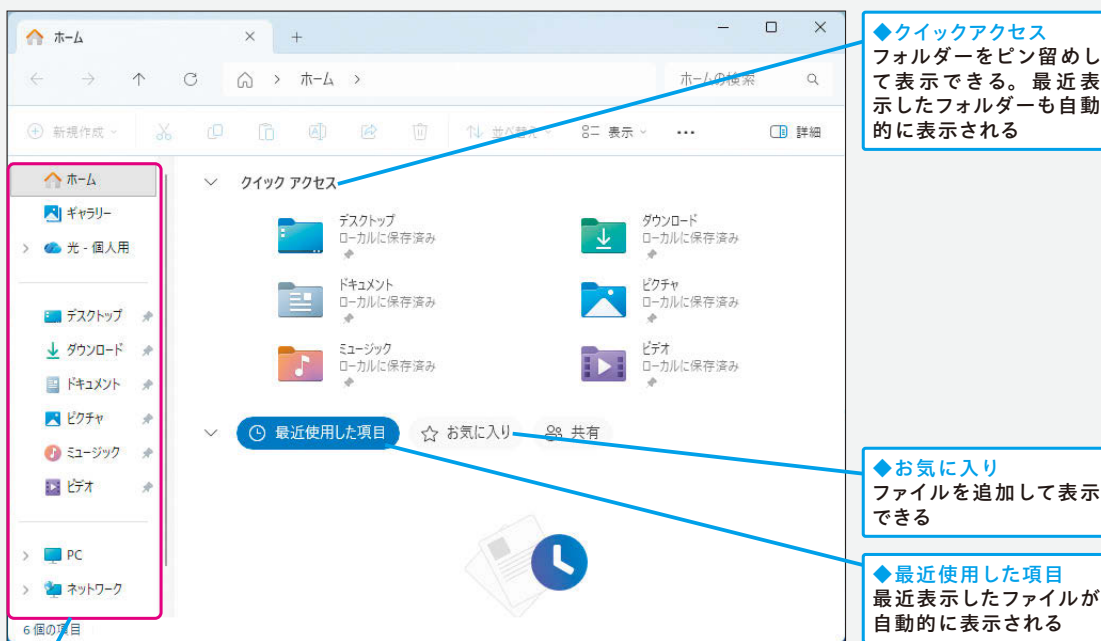 ホーム
ホーム
ホームの検索
新規作成
並べ替え
表示
詳細
ホーム
ギャラリー
光 - 個人用
デスクトップ
ダウンロード
ドキュメント
ピクチャ
ミュージック
ビデオ
PC
ネットワーク
6 個の項目
クイック アクセス
デスクトップ
ローカルに保存済み
ダウンロード
ローカルに保存済み
ドキュメント
ローカルに保存済み
ピクチャ
ローカルに保存済み
ミュージック
ローカルに保存済み
ビデオ
ローカルに保存済み
最近使用した項目
お気に入り
共有
◆クイックアクセス
フォルダーをピン留めし
て表示できる。最近表
示したフォルダーも自動
的に表示される
◆お気に入り
ファイルを追加して表示
できる
◆最近使用した項目
最近表示したファイルが
自動的に表示される